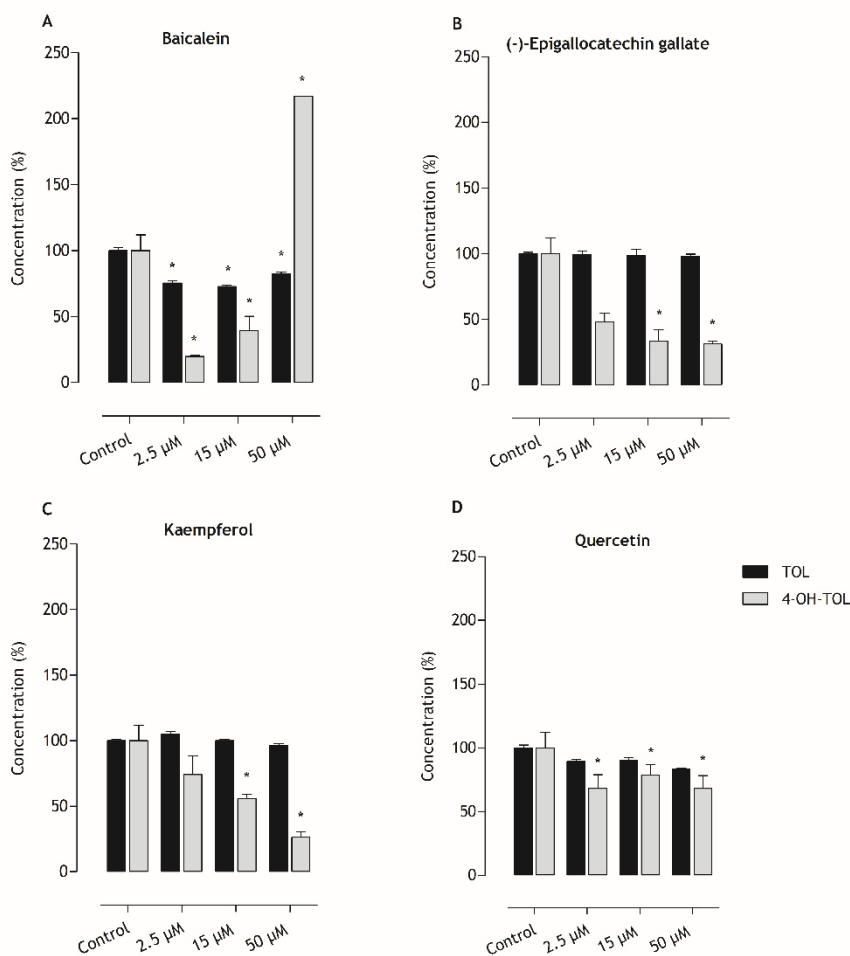 A
Baicalein
250
200
150
100
50
0
Concentration (%)
*
*
*
*
*
*
Control
2.5 µM
15 µM
50 µM
B
(-)-Epigallocatechin gallate
250
200
150
100
50
0
Concentration (%)
*
*
Control
2.5 µM
15 µM
50 µM
C
Kaempferol
250
200
150
100
50
0
Concentration (%)
*
*
Control
2.5 µM
15 µM
50 µM
D
Quercetin
250
200
150
100
50
0
Concentration (%)
*
*
*
Control
2.5 µM
15 µM
50 µM
TOL
4-OH-TOL